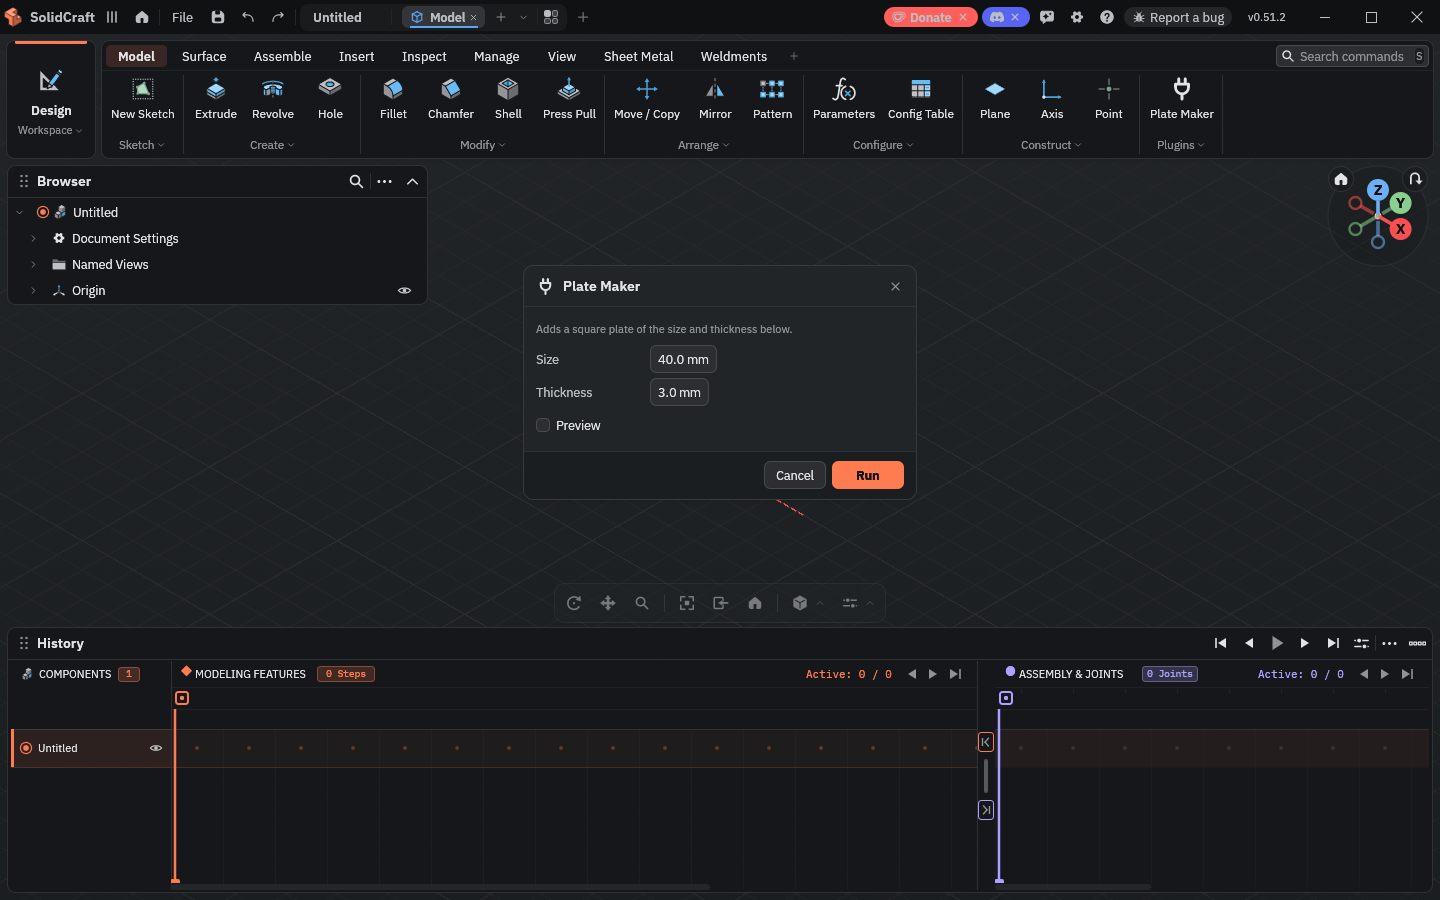 SolidCraft File Untitled Model Donate Report a bug v0.51.2
Model Surface Assemble Insert Inspect Manage View Sheet Metal Weldments Search commands S
Design
Workspace
New Sketch Extrude Revolve Hole Fillet Chamfer Shell Press Pull Move / Copy Mirror Pattern Parameters Config Table Plane Axis Point Plate Maker
Sketch Create Modify Arrange Configure Construct Plugins
Browser
Untitled
Document Settings
Named Views
Origin
Z
Y
X
Plate Maker
Adds a square plate of the size and thickness below.
Size 40.0 mm
Thickness 3.0 mm
Preview
Cancel Run
History
COMPONENTS 1 MODELING FEATURES 0 Steps Active: 0 / 0 ASSEMBLY & JOINTS 0 Joints Active: 0 / 0
Untitled